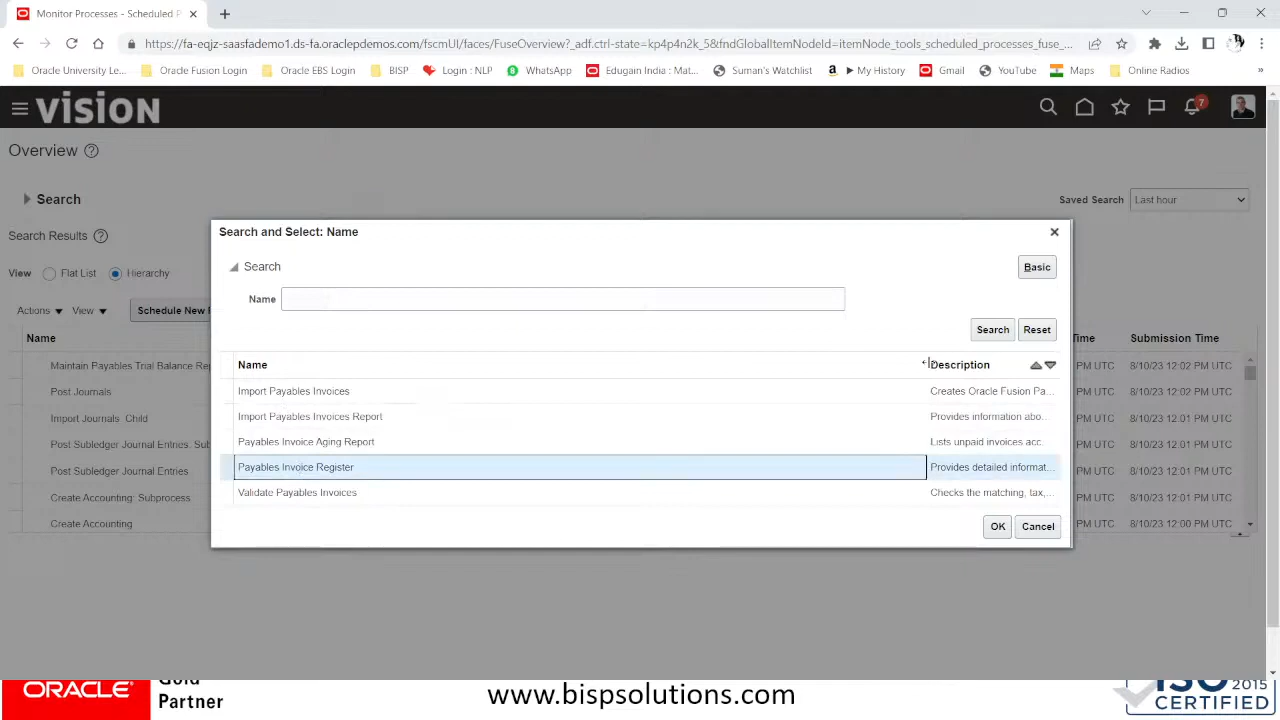 Monitor Processes - Scheduled P
https://fa-eqjz-saasfademo1.ds-fa.oraclepdemos.com/fscmUI/faces/FuseOverview?_adf.ctrl-state=kp4p4n2k_58&fndGlobalItemNodeId=itemNode_tools_scheduled_processes_fuse_...
Oracle University Le... Oracle Fusion Login Oracle EBS Login BISP Login : NLP WhatsApp Edugain India : Mat... Suman's Watchlist ► My History Gmail YouTube Maps Online Radios »
VISION 7
Overview
Search
Saved Search Last hour
Search Results
View Flat List Hierarchy
Actions View Schedule New
Name Time Submission Time
Maintain Payables Trial Balance Rep PM UTC 8/10/23 12:02 PM UTC
Post Journals PM UTC 8/10/23 12:02 PM UTC
Import Journals: Child PM UTC 8/10/23 12:01 PM UTC
Post Subledger Journal Entries: Sub PM UTC 8/10/23 12:01 PM UTC
Post Subledger Journal Entries PM UTC 8/10/23 12:01 PM UTC
Create Accounting: Subprocess PM UTC 8/10/23 12:01 PM UTC
Create Accounting PM UTC 8/10/23 12:00 PM UTC
Search and Select: Name
Search
Basic
Name
Search Reset
Name Description
Import Payables Invoices Creates Oracle Fusion Pa...
Import Payables Invoices Report Provides information abo...
Payables Invoice Aging Report Lists unpaid invoices acc...
Payables Invoice Register Provides detailed informat...
Validate Payables Invoices Checks the matching, tax,...
OK Cancel
ORACLE Gold
Partner
www.bispsolutions.com
ISO 2015
CERTIFIED